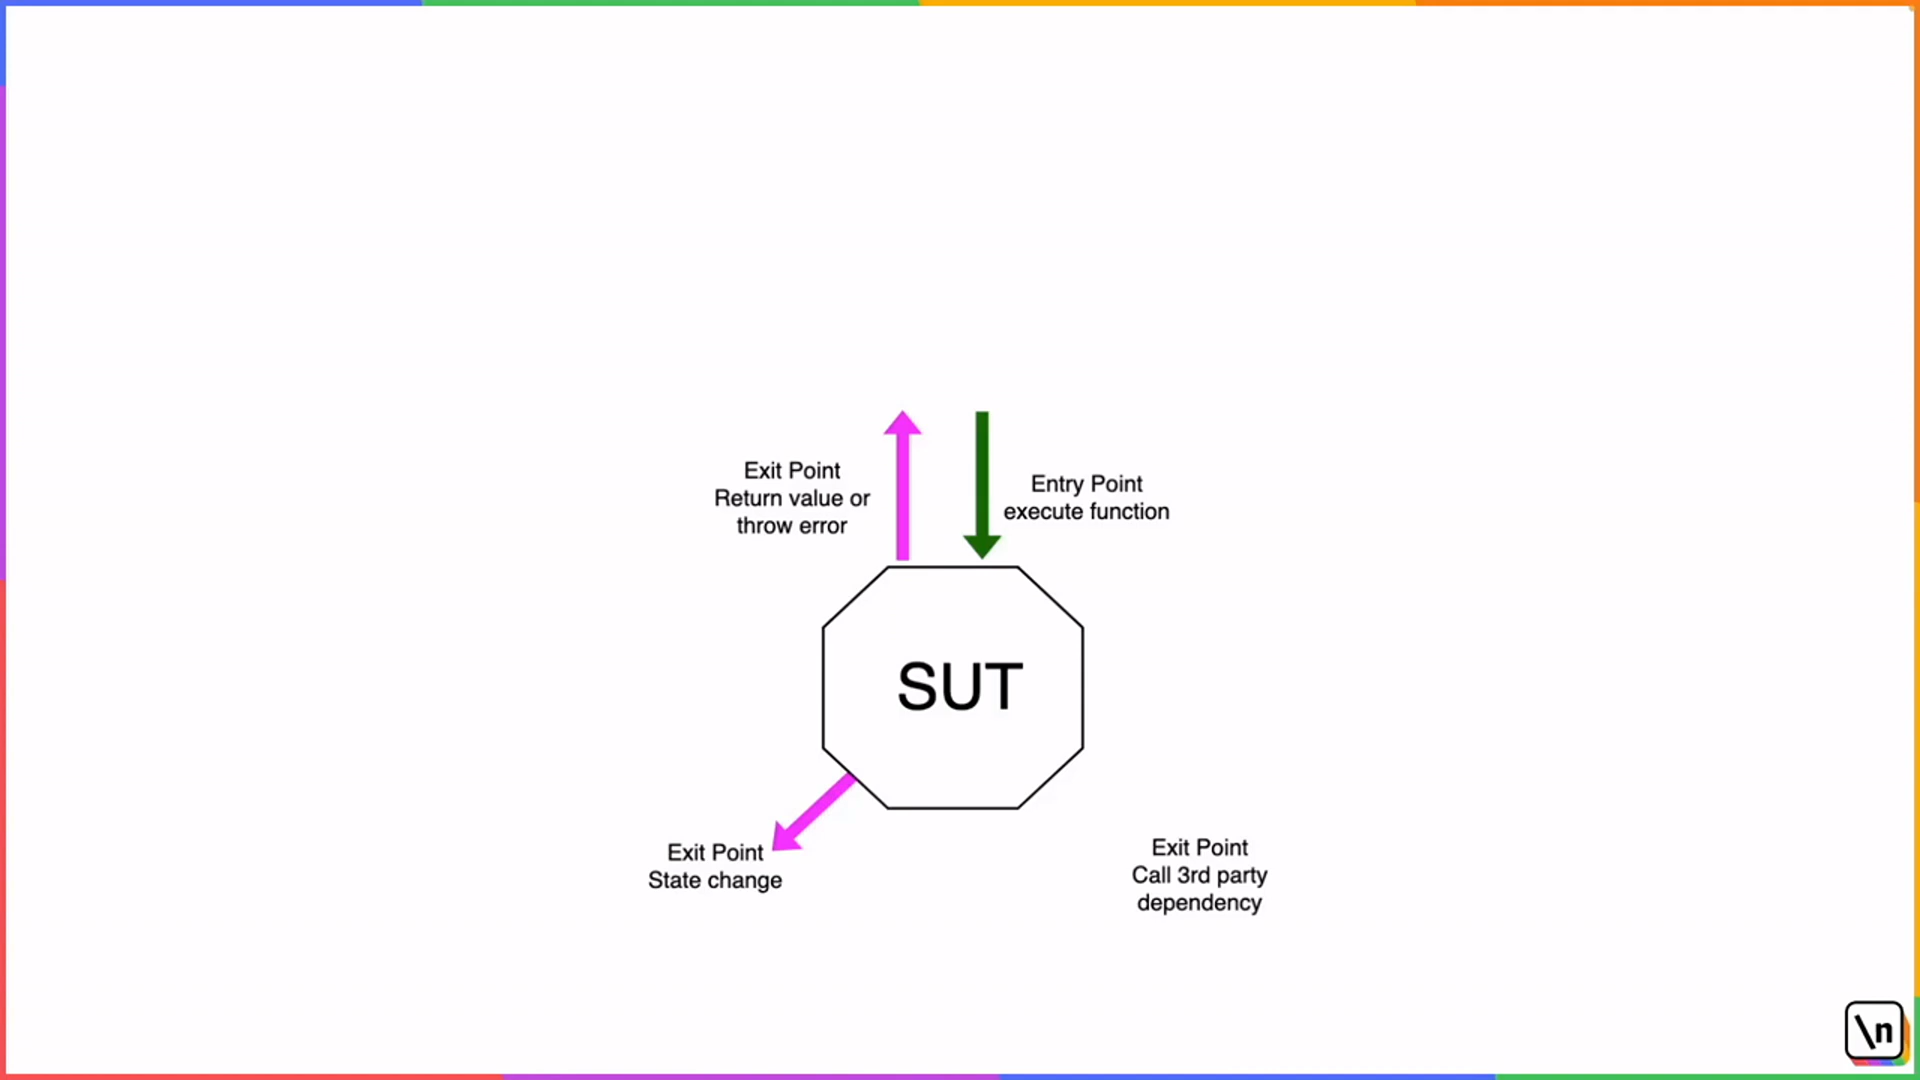 Exit Point
Return value or
throw error
Entry Point
execute function
SUT
Exit Point
State change
Exit Point
Call 3rd party
dependency
\n